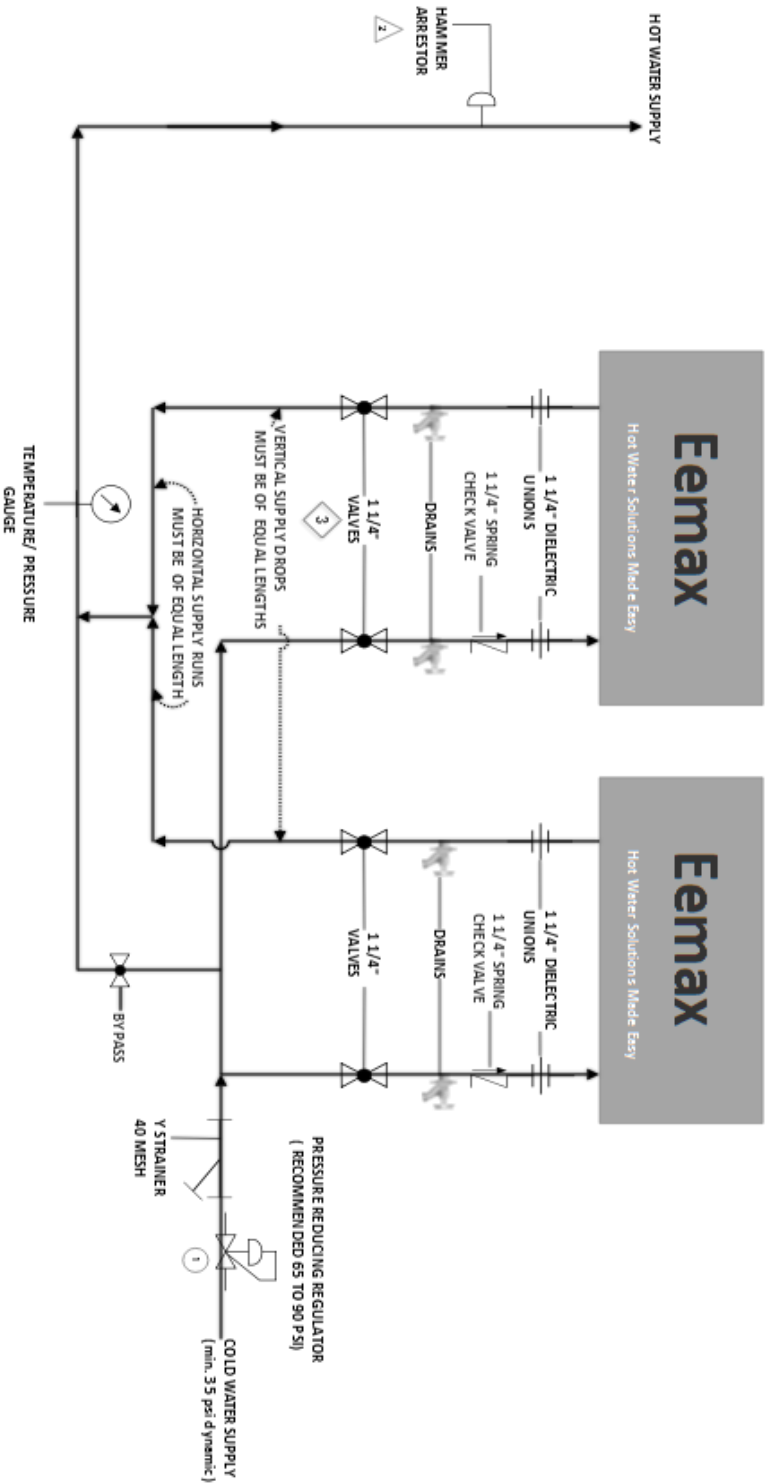 HOT WATER SUPPLY
HAMMER
ARRESTOR
2
Eemax
Hot Water Solutions Made Easy
Eemax
Hot Water Solutions Made Easy
1 1/4" DIELECTRIC
UNIONS
1 1/4" SPRING
CHECK VALVE
DRAINS
1 1/4"
VALVES
3
VERTICAL SUPPLY DROPS
MUST BE OF EQUAL LENGTHS
HORIZONTAL SUPPLY RUNS
MUST BE OF EQUAL LENGTH
TEMPERATURE/ PRESSURE
GAUGE
1 1/4" DIELECTRIC
UNIONS
1 1/4" SPRING
CHECK VALVE
DRAINS
1 1/4"
VALVES
BYPASS
PRESSURE REDUCING REGULATOR
( RECOMMENDED 65 TO 90 PSI)
Y STRAINER
40 MESH
1
COLD WATER SUPPLY
(min. 35 psi dynamic)